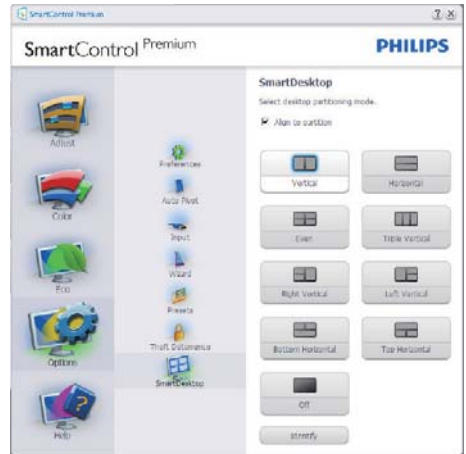 SmartControl Premium
SmartControl Premium
PHILIPS
Adjust
Color
Eco
Options
Help
Preferences
Auto Pivot
Input
Wizard
Presets
Theft Deterrence
SmartDesktop
SmartDesktop
Select desktop partitioning mode.
Align to partition
Vertical
Horizontal
Even
Triple Vertical
Right Vertical
Left Vertical
Bottom Horizontal
Top Horizontal
Off
Identify